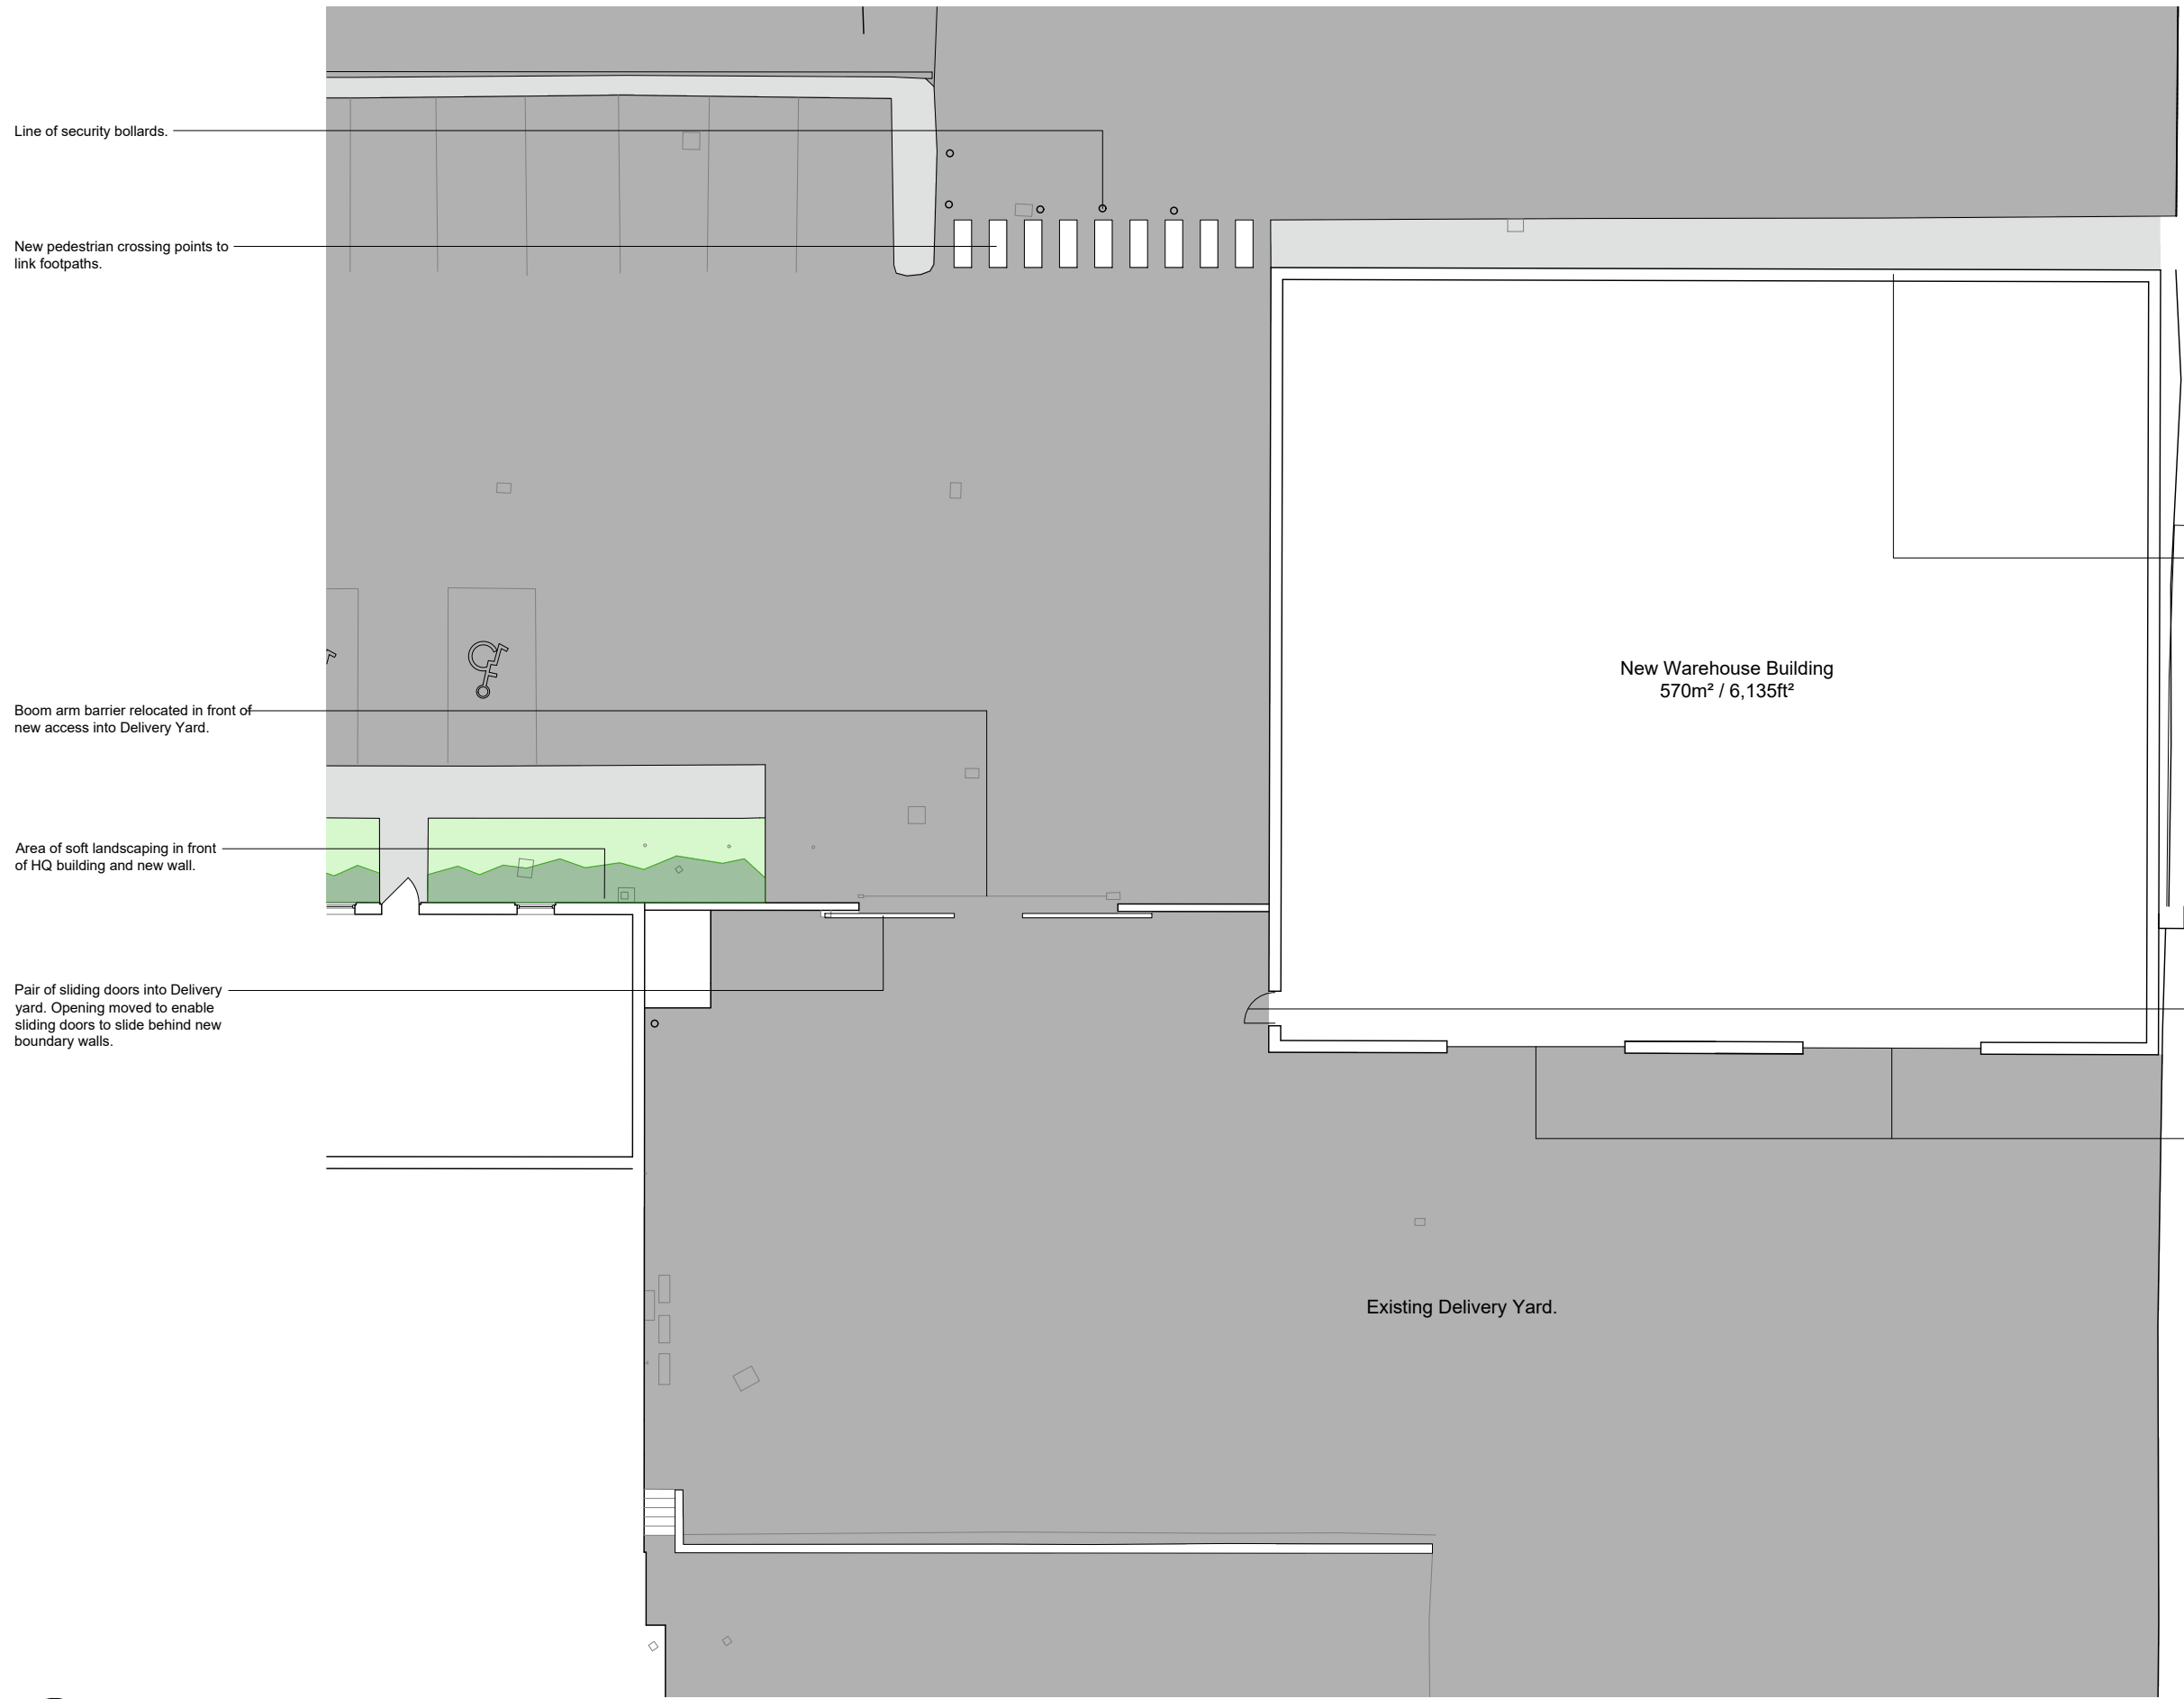 Line of security bollards.
New pedestrian crossing points to
link footpaths.
New Warehouse Building
570m² / 6,135ft²
Boom arm barrier relocated in front of
new access into Delivery Yard.
Area of soft landscaping in front
of HQ building and new wall.
Pair of sliding doors into Delivery
yard. Opening moved to enable
sliding doors to slide behind new
boundary walls.
Existing Delivery Yard.